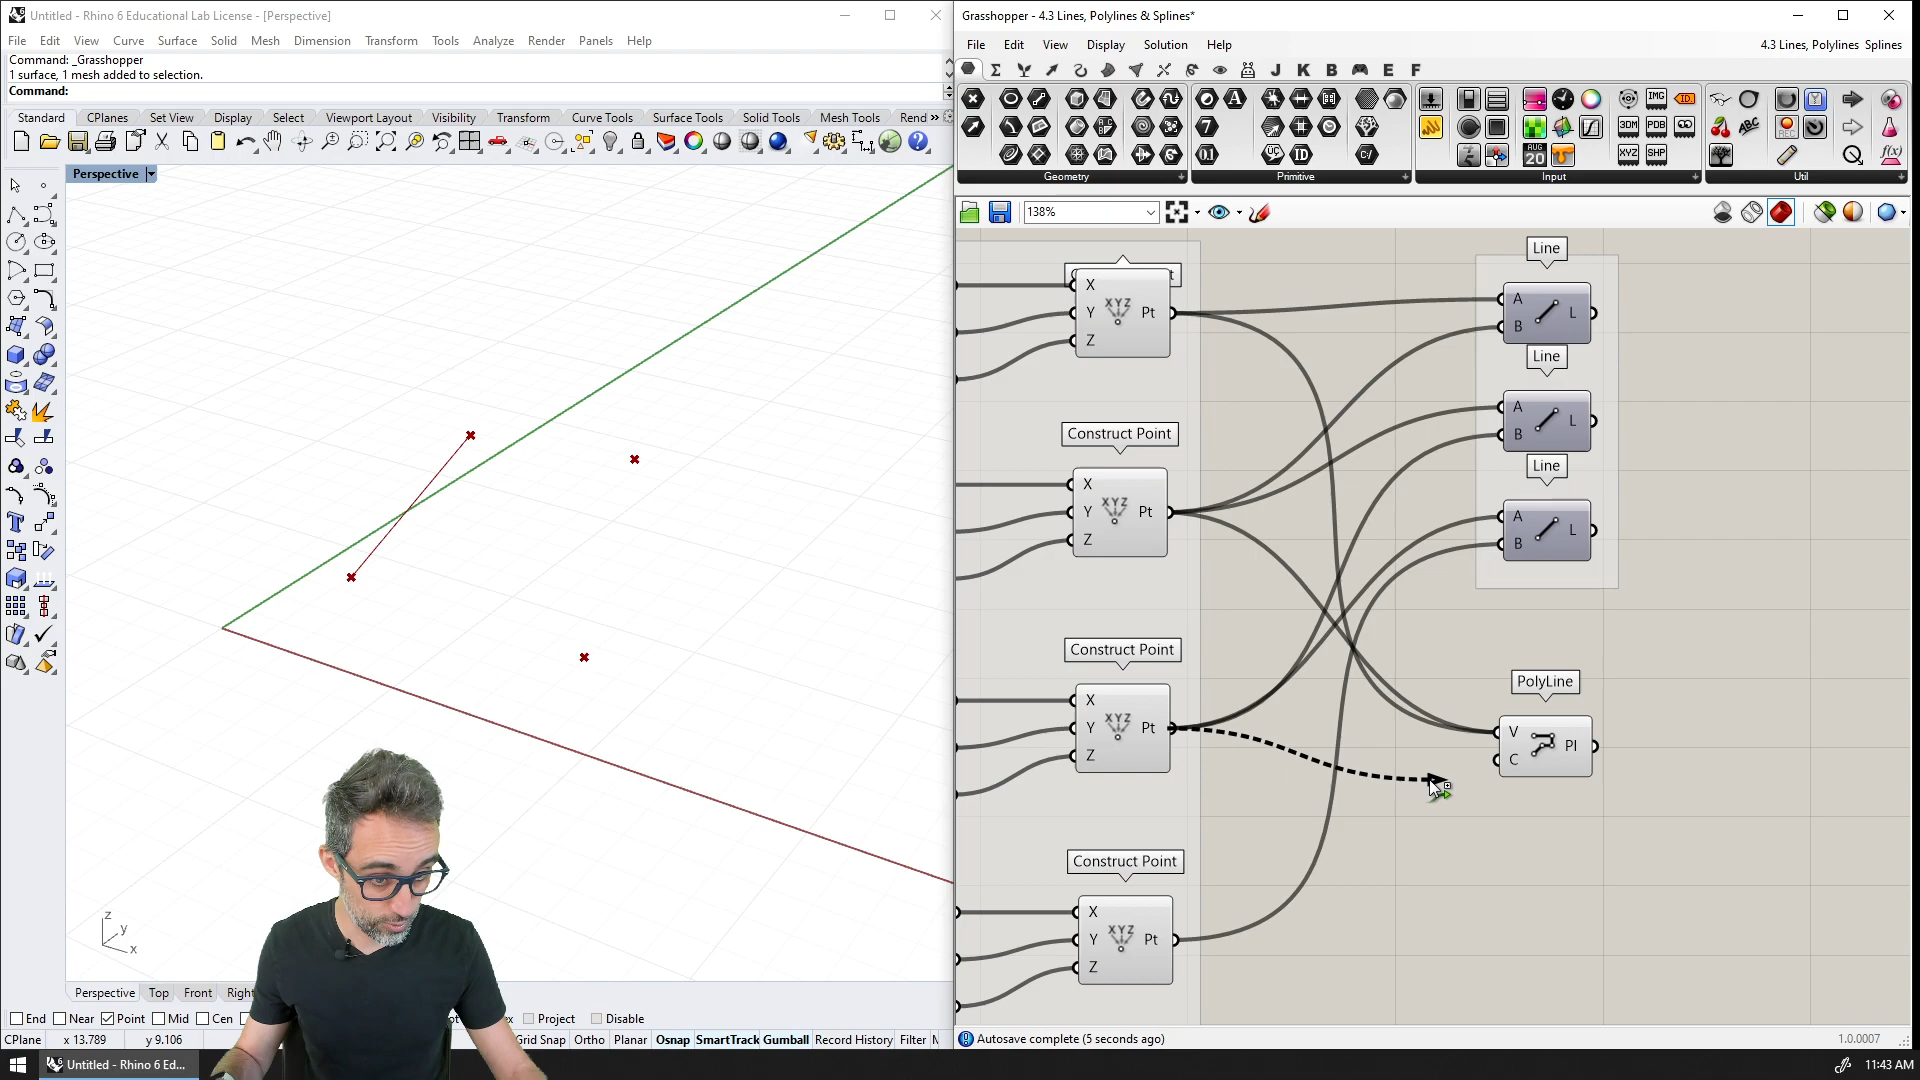 Untitled - Rhino 6 Educational Lab License - [Perspective]
File Edit View Curve Surface Solid Mesh Dimension Transform Tools Analyze Render Panels Help
Command: _Grasshopper
1 surface, 1 mesh added to selection.
Command:
Standard CPlanes Set View Display Select Viewport Layout Visibility Transform Curve Tools Surface Tools Solid Tools Mesh Tools Rend »
Perspective
z
y
x
Perspective Top Front Right
End Near Point Mid Cen Project Disable
CPlane x 13.789 y 9.106 Grid Snap Ortho Planar Osnap SmartTrack Gumball Record History Filter
Untitled - Rhino 6 Ed...
Grasshopper - 4.3 Lines, Polylines & Splines*
File Edit View Display Solution Help
4.3 Lines, Polylines Splines
Geometry Primitive Input Util
138%
Line
A
B
L
Line
A
B
L
Line
A
B
L
X
Y
Z
Pt
Construct Point
X
Y
Z
Pt
Construct Point
X
Y
Z
Pt
PolyLine
V
C
Pl
Construct Point
X
Y
Z
Pt
Autosave complete (5 seconds ago)
1.0.0007
11:43 AM